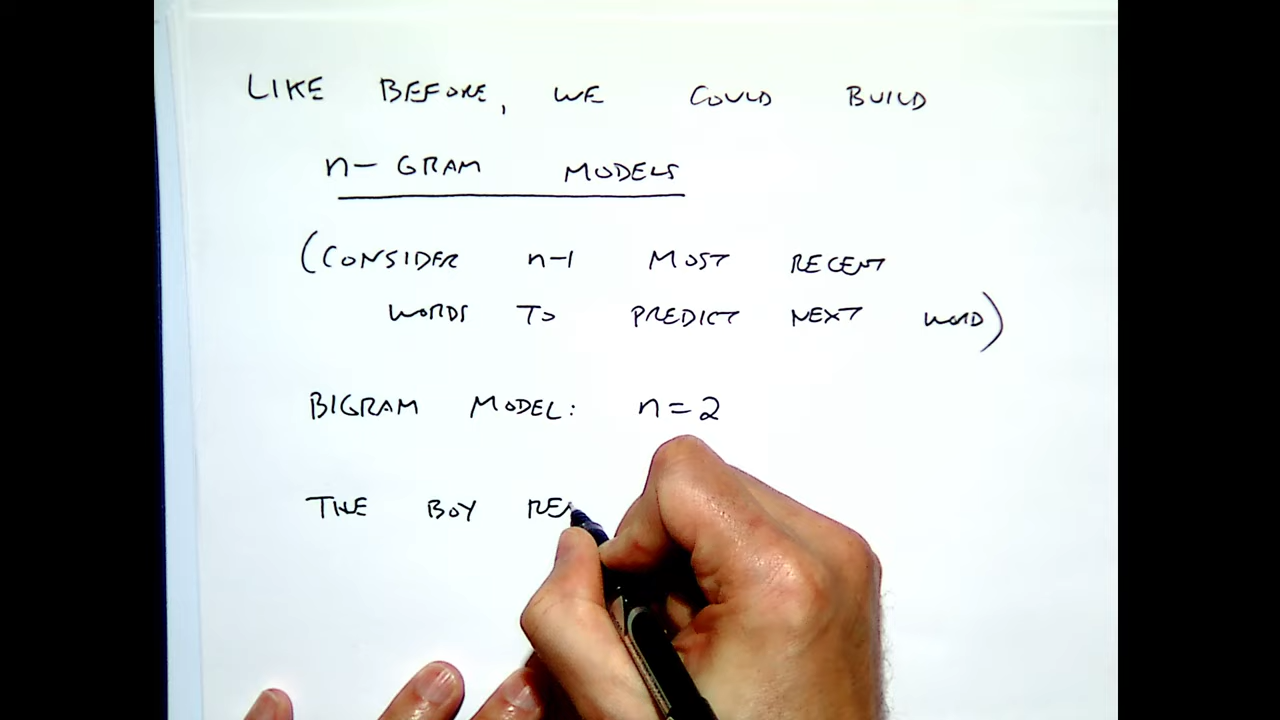 LIKE BEFORE, WE COULD BUILD
n-GRAM MODELS
(CONSIDER n-1 MOST RECENT
WORDS TO PREDICT NEXT WORD)
BIGRAM MODEL: n=2
THE BOY